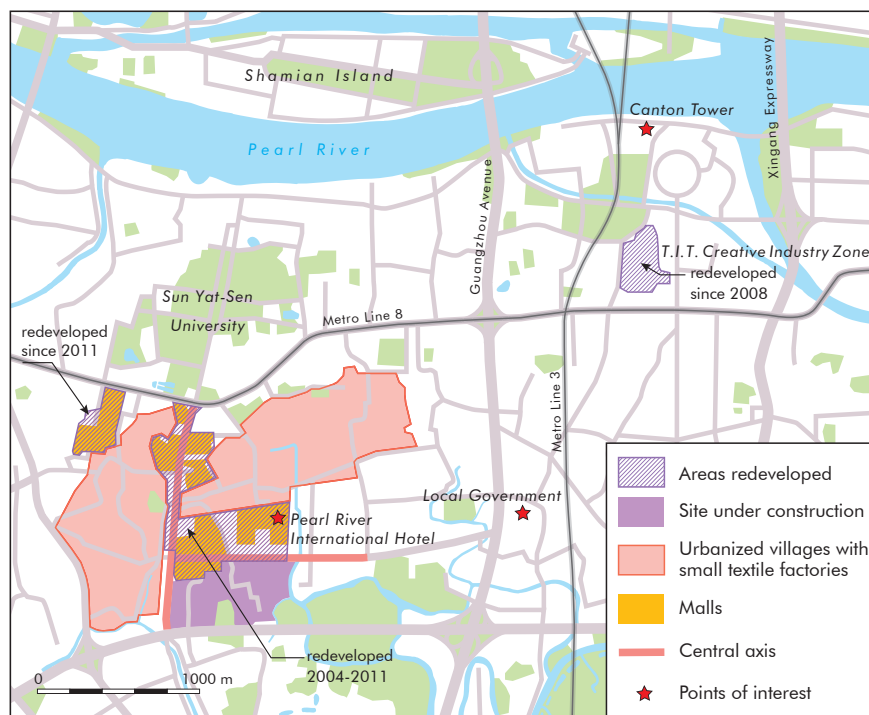 Shamian Island
Canton Tower
Xingang Expressway
Pearl River
Guangzhou Avenue
T.I.T. Creative Industry Zone
redeveloped
since 2008
Sun Yat-Sen
University
Metro Line 8
redeveloped
since 2011
Metro Line 3
Local Government
Pearl River
International Hotel
redeveloped
2004-2011
0
1000 m
Areas redeveloped
Site under construction
Urbanized villages with
small textile factories
Malls
Central axis
Points of interest